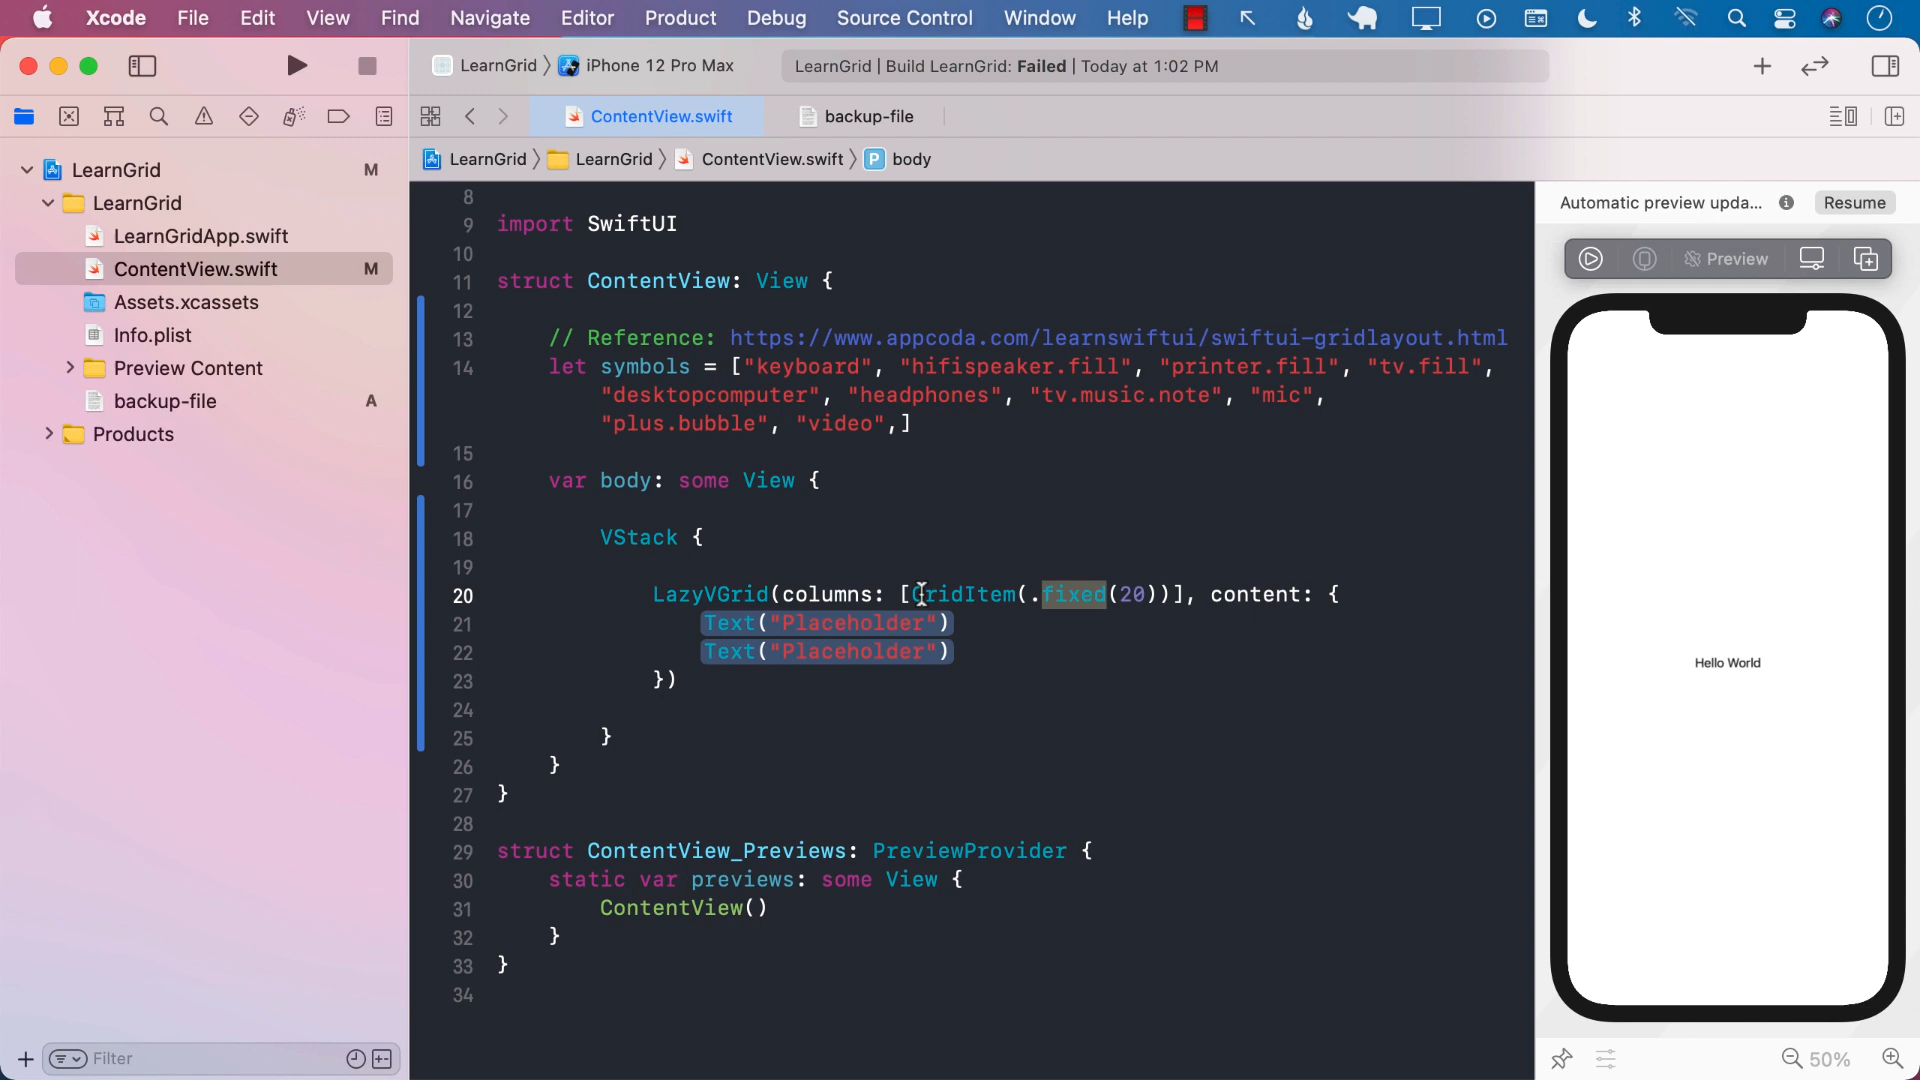 Xcode File Edit View Find Navigate Editor Product Debug Source Control Window Help
LearnGrid iPhone 12 Pro Max LearnGrid | Build LearnGrid: Failed | Today at 1:02 PM
ContentView.swift backup-file
LearnGrid LearnGrid ContentView.swift P body
LearnGrid M
LearnGrid
LearnGridApp.swift
ContentView.swift M
Assets.xcassets
Info.plist
Preview Content
backup-file A
Products
Filter
8
9 import SwiftUI
10
11 struct ContentView: View {
12
13 // Reference: https://www.appcoda.com/learnswiftui/swiftui-gridlayout.html
14 let symbols = ["keyboard", "hifispeaker.fill", "printer.fill", "tv.fill",
"desktopcomputer", "headphones", "tv.music.note", "mic",
"plus.bubble", "video",]
15
16 var body: some View {
17
18 VStack {
19
20 LazyVGrid(columns: [GridItem(.fixed(20))], content: {
21 Text("Placeholder")
22 Text("Placeholder")
23 })
24
25 }
26 }
27 }
28
29 struct ContentView_Previews: PreviewProvider {
30 static var previews: some View {
31 ContentView()
32 }
33 }
34
Automatic preview upda... Resume
Preview
Hello World
50%